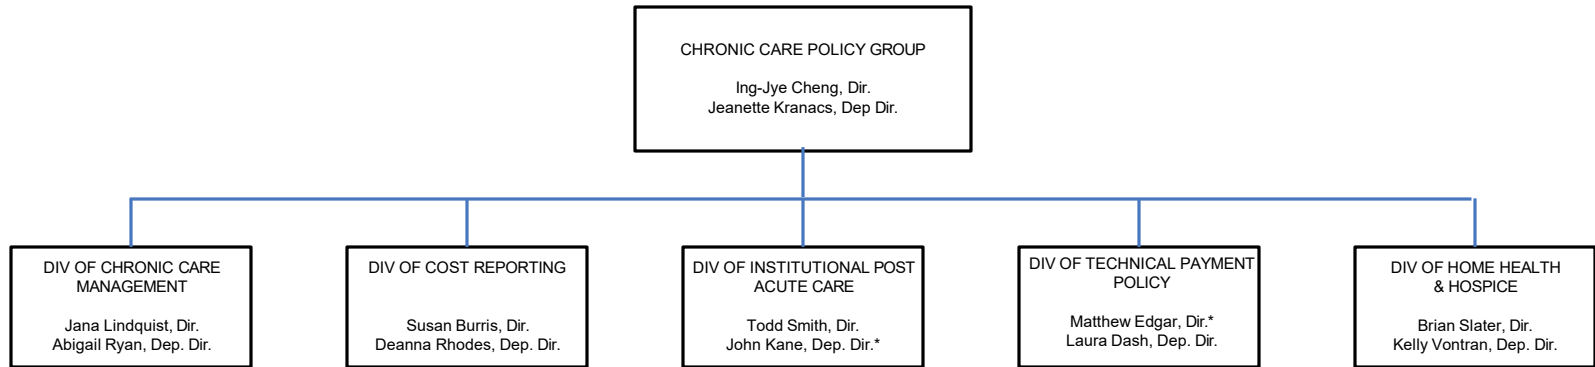 CHRONIC CARE POLICY GROUP
Ing-Jye Cheng, Dir.
Jeanette Kranacs, Dep Dir.
DIV OF CHRONIC CARE
MANAGEMENT
Jana Lindquist, Dir.
Abigail Ryan, Dep. Dir.
DIV OF COST REPORTING
Susan Burris, Dir.
Deanna Rhodes, Dep. Dir.
DIV OF INSTITUTIONAL POST
ACUTE CARE
Todd Smith, Dir.
John Kane, Dep. Dir.*
DIV OF TECHNICAL PAYMENT
POLICY
Matthew Edgar, Dir.*
Laura Dash, Dep. Dir.
DIV OF HOME HEALTH
& HOSPICE
Brian Slater, Dir.
Kelly Vontran, Dep. Dir.